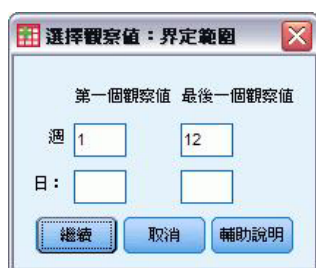 選擇觀察值：界定範圍
第一個觀察值 最後一個觀察值
週 1 12
日：
繼續 取消 輔助說明